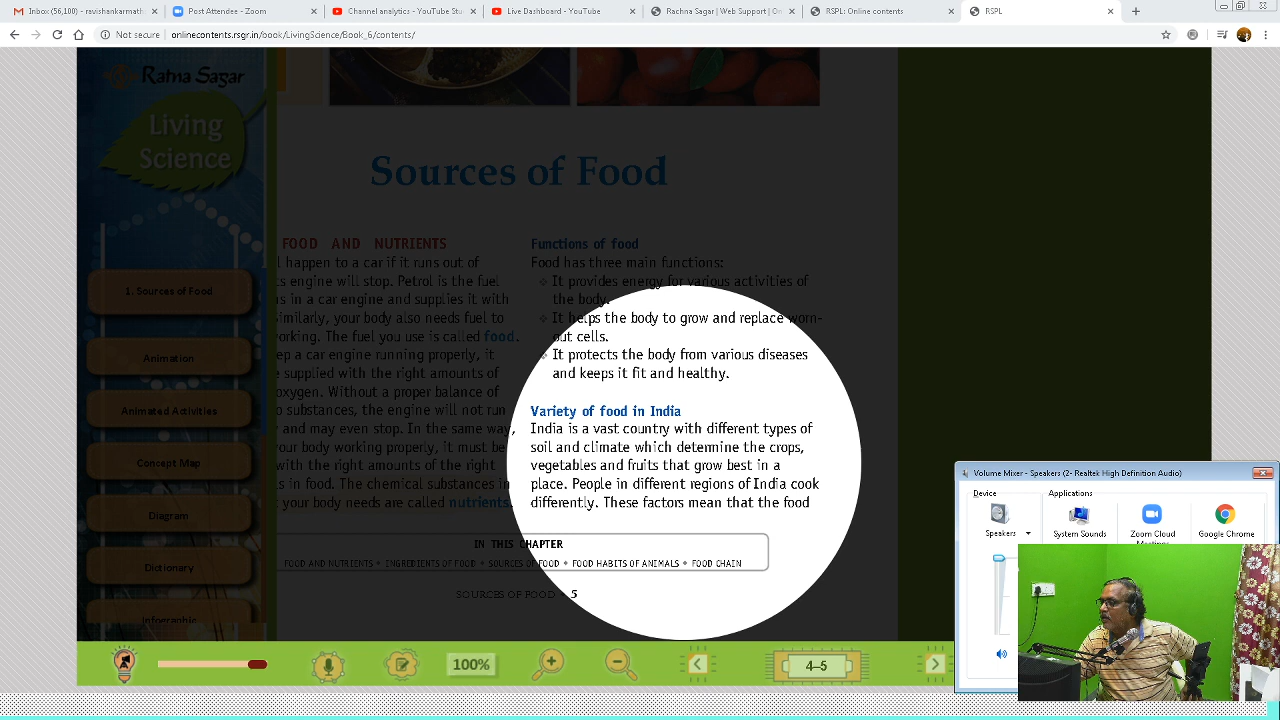 Inbox (56,100) - ravishankarmath
Post Attendee - Zoom
Channel analytics - YouTube Stu
Live Dashboard - YouTube
Rachna Sagar | Web Support | On
RSPL: Online contents
RSPL
Not secure | onlinecontents.rsgr.in/book/LivingScience/Book_6/contents/
Ratna Sagar
Living
Science
1. Sources of Food
Animation
Animated Activities
Concept Map
Diagram
Dictionary
Infographic
Sources of Food
FOOD AND NUTRIENTS
l happen to a car if it runs out of
s engine will stop. Petrol is the fuel
s in a car engine and supplies it with
Similarly, your body also needs fuel to
orking. The fuel you use is called food.
ep a car engine running properly, it
e supplied with the right amounts of
oxygen. Without a proper balance of
o substances, the engine will not run
and may even stop. In the same way,
your body working properly, it must be
with the right amounts of the right
s in food. The chemical substances in
your body needs are called nutrients.
Functions of food
Food has three main functions:
❖ It provides energy for various activities of
the body.
❖ It helps the body to grow and replace worn-
out cells.
❖ It protects the body from various diseases
and keeps it fit and healthy.
Variety of food in India
India is a vast country with different types of
soil and climate which determine the crops,
vegetables and fruits that grow best in a
place. People in different regions of India cook
differently. These factors mean that the food
IN THIS CHAPTER
FOOD AND NUTRIENTS ❖ INGREDIENTS OF FOOD ❖ SOURCES OF FOOD ❖ FOOD HABITS OF ANIMALS ❖ FOOD CHAIN
SOURCES OF FOOD 5
100%
4–5
Volume Mixer - Speakers (2- Realtek High Definition Audio)
Device
Applications
Speakers
System Sounds
Zoom Cloud
Google Chrome